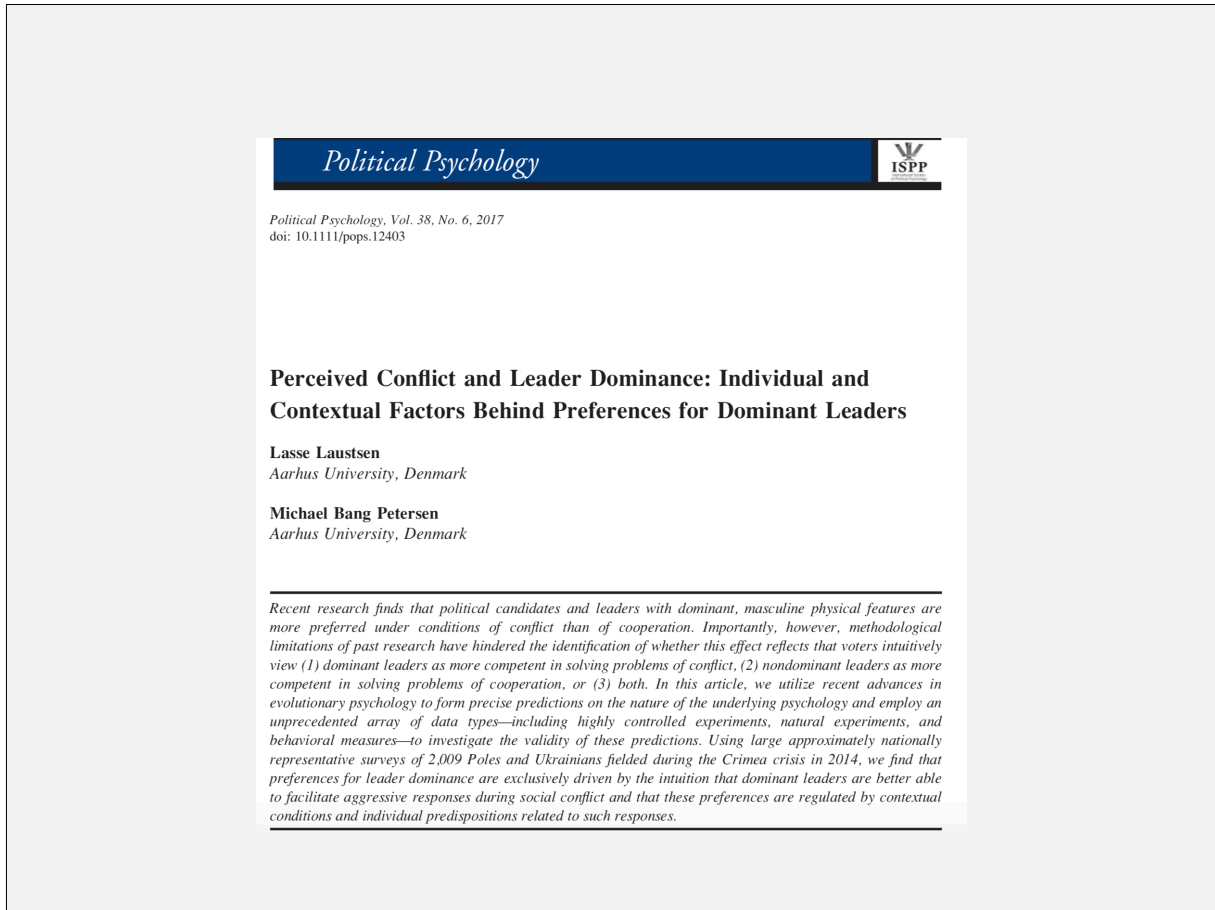 Political Psychology
ISPP
Political Psychology, Vol. 38, No. 6, 2017
doi: 10.1111/pops.12403
Perceived Conflict and Leader Dominance: Individual and
Contextual Factors Behind Preferences for Dominant Leaders
Lasse Laustsen
Aarhus University, Denmark
Michael Bang Petersen
Aarhus University, Denmark
Recent research finds that political candidates and leaders with dominant, masculine physical features are
more preferred under conditions of conflict than of cooperation. Importantly, however, methodological
limitations of past research have hindered the identification of whether this effect reflects that voters intuitively
view (1) dominant leaders as more competent in solving problems of conflict, (2) nondominant leaders as more
competent in solving problems of cooperation, or (3) both. In this article, we utilize recent advances in
evolutionary psychology to form precise predictions on the nature of the underlying psychology and employ an
unprecedented array of data types—including highly controlled experiments, natural experiments, and
behavioral measures—to investigate the validity of these predictions. Using large approximately nationally
representative surveys of 2,009 Poles and Ukrainians fielded during the Crimea crisis in 2014, we find that
preferences for leader dominance are exclusively driven by the intuition that dominant leaders are better able
to facilitate aggressive responses during social conflict and that these preferences are regulated by contextual
conditions and individual predispositions related to such responses.